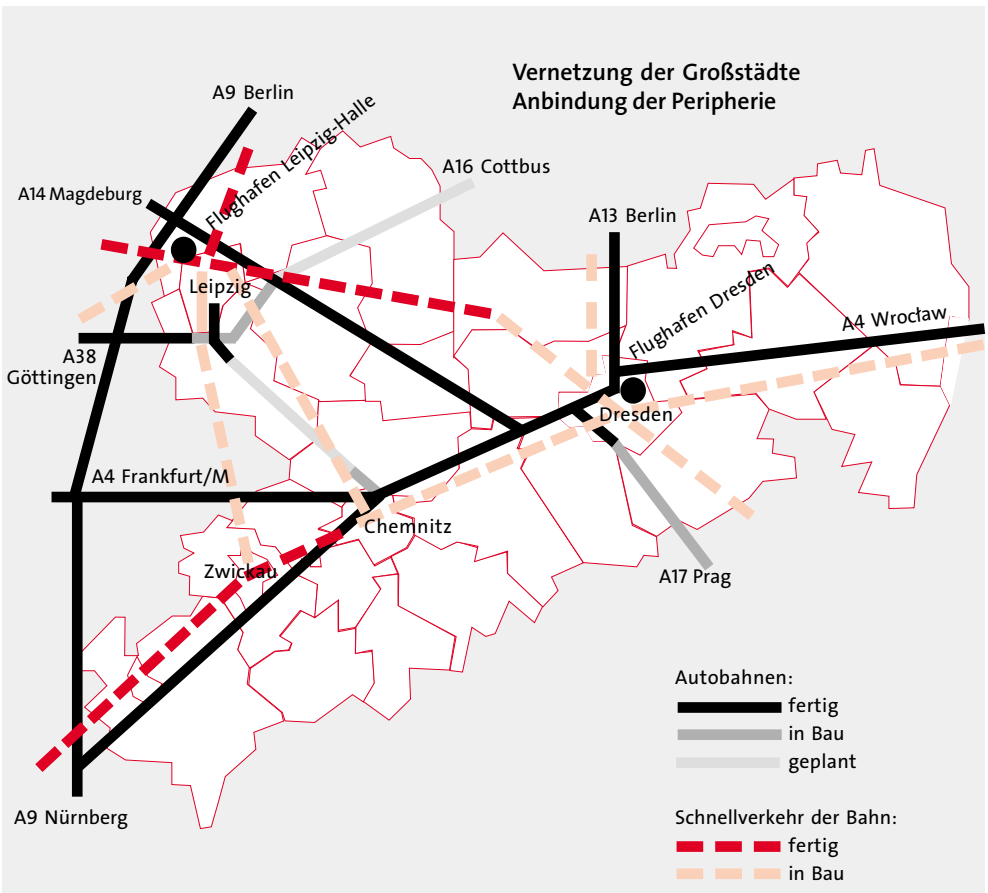 Vernetzung der Großstädte
Anbindung der Peripherie
A9 Berlin
Flughafen Leipzig-Halle
A16 Cottbus
A14 Magdeburg
A13 Berlin
Leipzig
Flughafen Dresden
A4 Wrocław
A38
Göttingen
Dresden
A4 Frankfurt/M
Chemnitz
Zwickau
A17 Prag
A9 Nürnberg
Autobahnen:
fertig
in Bau
geplant
Schnellverkehr der Bahn:
fertig
in Bau